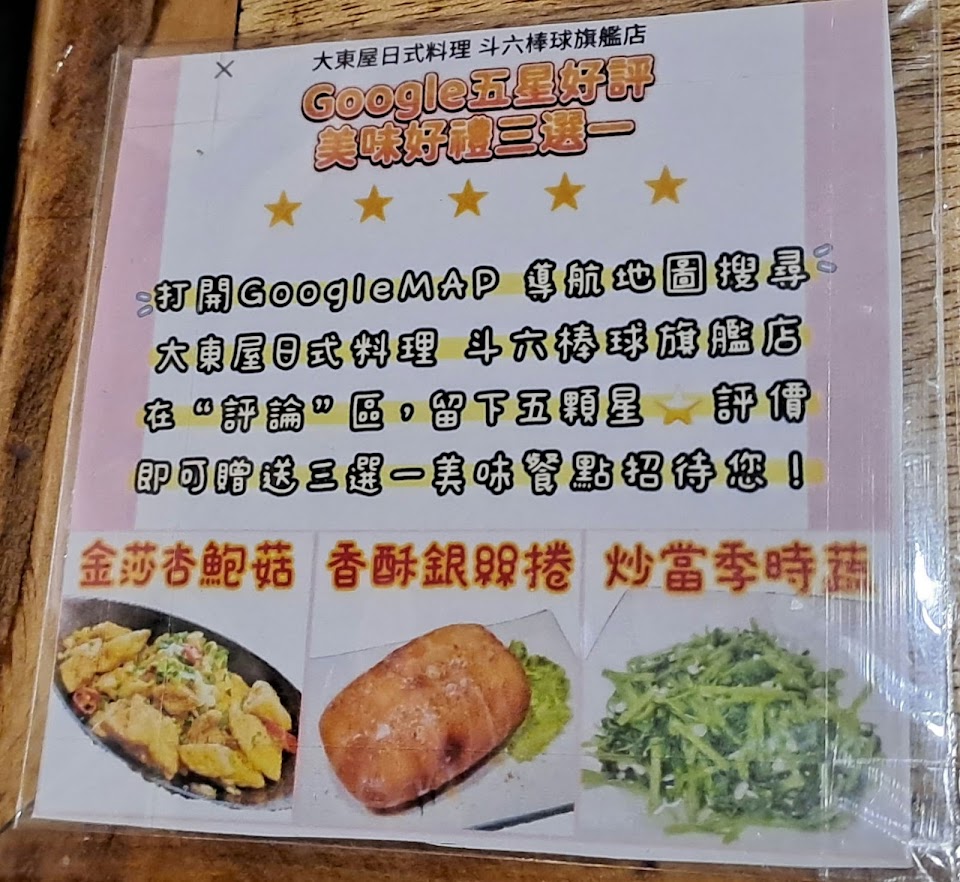 大東屋日式料理 斗六棒球旗艦店
Google五星好評
美味好禮三選一
打開GoogleMAP 導航地圖搜尋
大東屋日式料理 斗六棒球旗艦店
在“評論”區，留下五顆星⭐評價
即可贈送三選一美味餐點招待您！
金莎杏鮑菇 香酥銀絲捲 炒當季時蔬